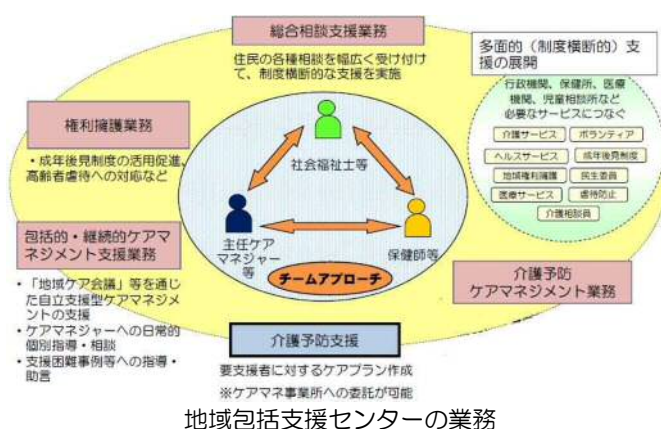 総合相談支援業務
住民の各種相談を幅広く受け付け
て、制度横断的な支援を実施
多面的（制度横断的）支
援の展開
行政機関、保健所、医療
機関、児童相談所など
必要なサービスにつなぐ
介護サービス
ボランティア
ヘルスサービス
成年後見制度
地域権利擁護
民生委員
医療サービス
虐待防止
介護相談員
権利擁護業務
・成年後見制度の活用促進、
高齢者虐待への対応など
社会福祉士等
主任ケア
マネジャー
等
保健師等
チームアプローチ
包括的・継続的ケアマ
ネジメント支援業務
・「地域ケア会議」等を通じ
た自立支援型ケアマネジメ
ントの支援
・ケアマネジャーへの日常的
個別指導・相談
・支援困難事例等への指導・
助言
介護予防
ケアマネジメント業務
介護予防支援
要支援者に対するケアプラン作成
※ケアマネ事業所への委託が可能
地域包括支援センターの業務